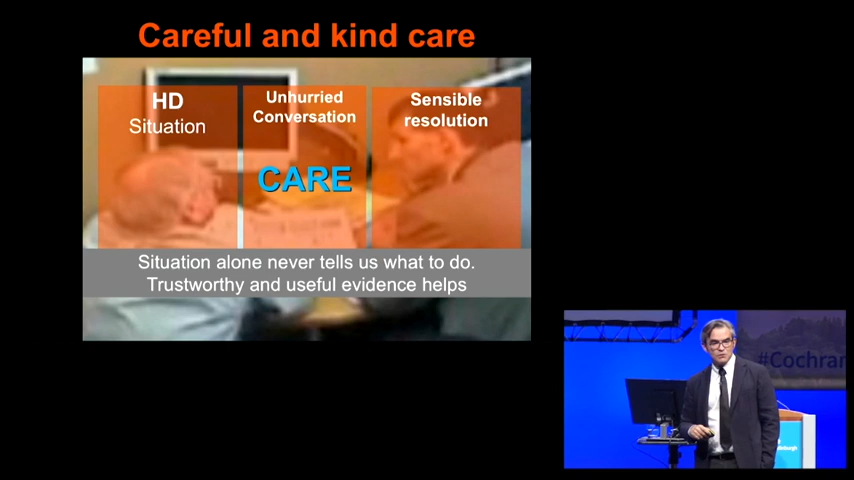 Careful and kind care
HD
Situation
Unhurried
Conversation
Sensible
resolution
CARE
Situation alone never tells us what to do.
Trustworthy and useful evidence helps
#Cochran